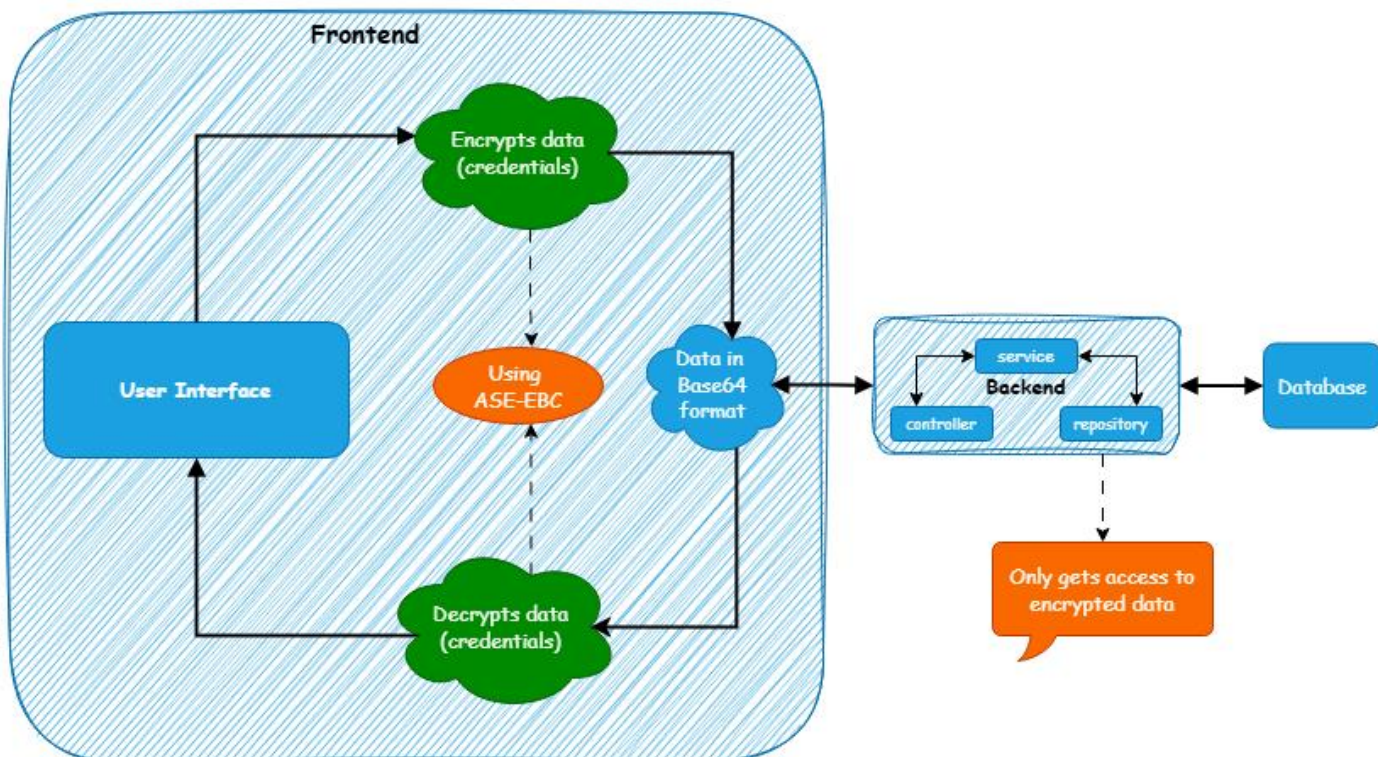 Frontend
Encrypts data
(credentials)
User Interface
Using
ASE-EBC
Data in
Base64
format
service
Backend
controller
repository
Database
Only gets access to
encrypted data
Decrypts data
(credentials)